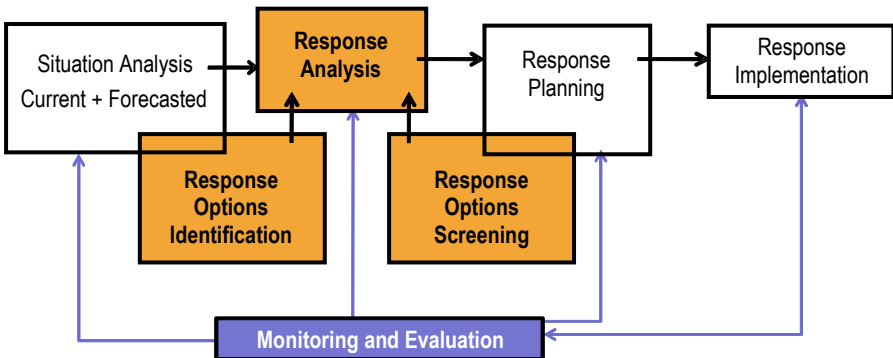 Situation Analysis
Current + Forecasted
Response
Analysis
Response
Planning
Response
Implementation
Response
Options
Identification
Response
Options
Screening
Monitoring and Evaluation